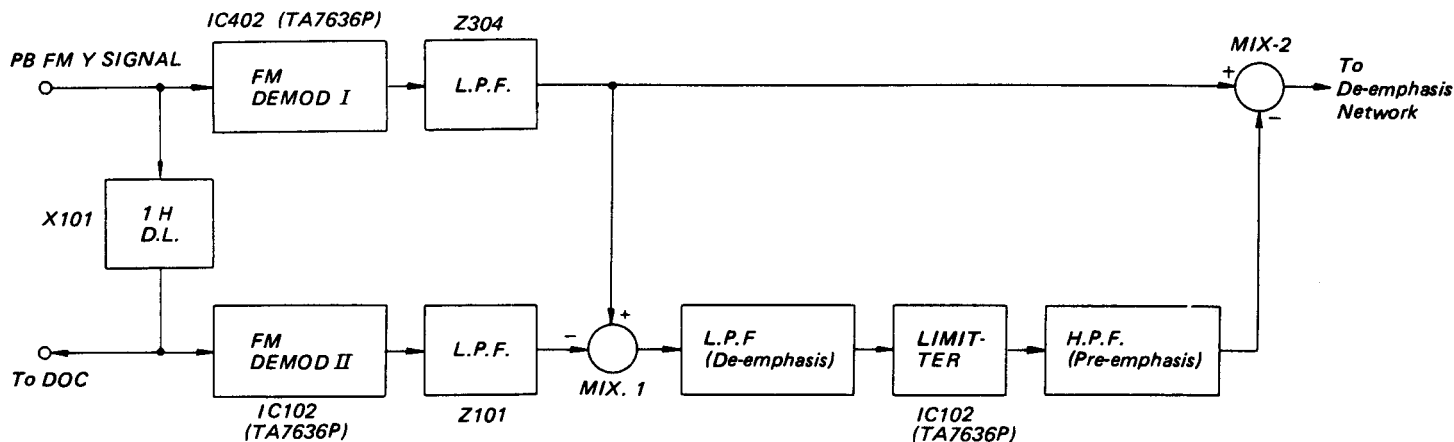 IC402 (TA7636P)
Z304
MIX-2
PB FM Y SIGNAL
FM
DEMOD I
L.P.F.
+
-
To
De-emphasis
Network
X101
1 H
D.L.
+
-
FM
DEMOD II
L.P.F.
L.P.F
(De-emphasis)
LIMIT-
TER
H.P.F.
(Pre-emphasis)
To DOC
MIX. 1
IC102
(TA7636P)
Z101
IC102
(TA7636P)